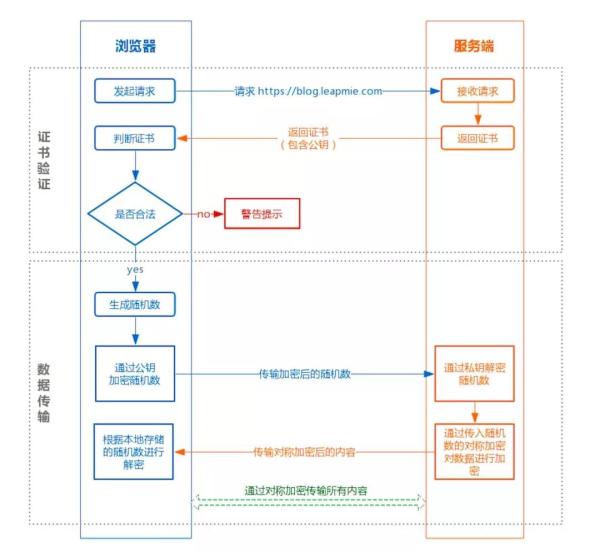 浏览器
服务端
证书验证
发起请求
请求 https://blog.leapmie.com
接收请求
判断证书
返回证书
（包含公钥）
返回证书
是否合法
no
警告提示
yes
数据传输
生成随机数
通过公钥
加密随机数
传输加密后的随机数
通过私钥解密
随机数
根据本地存储
的随机数进行
解密
传输对称加密后的内容
通过传入随机
数的对称加密
对数据进行加
密
通过对称加密传输所有内容